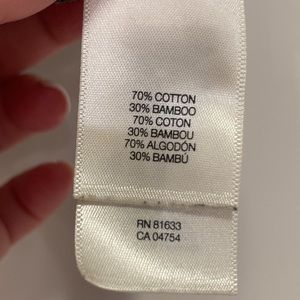 70% COTTON
30% BAMBOO
70% COTON
30% BAMBOU
70% ALGODÓN
30% BAMBÚ
RN 81633
CA 04754